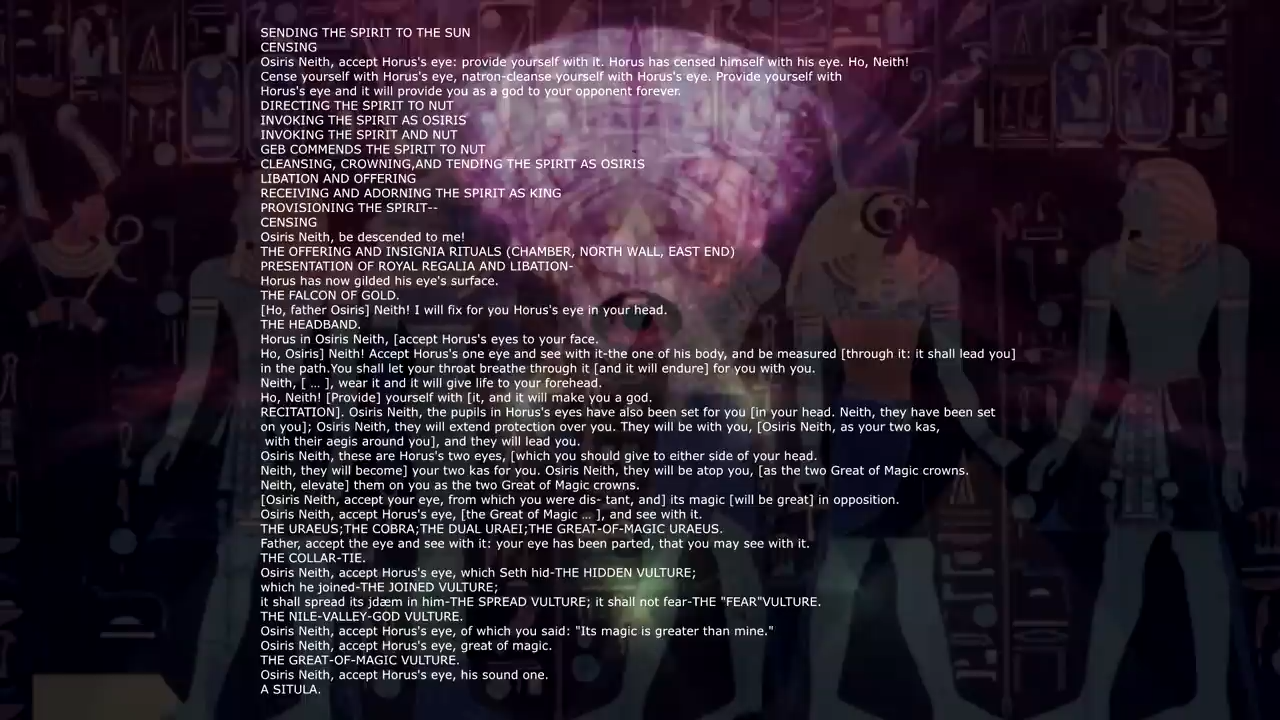 SENDING THE SPIRIT TO THE SUN
CENSING
Osiris Neith, accept Horus's eye: provide yourself with it. Horus has censed himself with his eye. Ho, Neith!
Cense yourself with Horus's eye, natron-cleanse yourself with Horus's eye. Provide yourself with
Horus's eye and it will provide you as a god to your opponent forever.
DIRECTING THE SPIRIT TO NUT
INVOKING THE SPIRIT AS OSIRIS
INVOKING THE SPIRIT AND NUT
GEB COMMENDS THE SPIRIT TO NUT
CLEANSING, CROWNING,AND TENDING THE SPIRIT AS OSIRIS
LIBATION AND OFFERING
RECEIVING AND ADORNING THE SPIRIT AS KING
PROVISIONING THE SPIRIT--
CENSING
Osiris Neith, be descended to me!
THE OFFERING AND INSIGNIA RITUALS (CHAMBER, NORTH WALL, EAST END)
PRESENTATION OF ROYAL REGALIA AND LIBATION-
Horus has now gilded his eye's surface.
THE FALCON OF GOLD.
[Ho, father Osiris] Neith! I will fix for you Horus's eye in your head.
THE HEADBAND.
Horus in Osiris Neith, [accept Horus's eyes to your face.
Ho, Osiris] Neith! Accept Horus's one eye and see with it-the one of his body, and be measured [through it: it shall lead you]
in the path.You shall let your throat breathe through it [and it will endure] for you with you.
Neith, [ ... ], wear it and it will give life to your forehead.
Ho, Neith! [Provide] yourself with [it, and it will make you a god.
RECITATION]. Osiris Neith, the pupils in Horus's eyes have also been set for you [in your head. Neith, they have been set
on you]; Osiris Neith, they will extend protection over you. They will be with you, [Osiris Neith, as your two kas,
with their aegis around you], and they will lead you.
Osiris Neith, these are Horus's two eyes, [which you should give to either side of your head.
Neith, they will become] your two kas for you. Osiris Neith, they will be atop you, [as the two Great of Magic crowns.
Neith, elevate] them on you as the two Great of Magic crowns.
[Osiris Neith, accept your eye, from which you were dis- tant, and] its magic [will be great] in opposition.
Osiris Neith, accept Horus's eye, [the Great of Magic ... ], and see with it.
THE URAEUS;THE COBRA;THE DUAL URAEI;THE GREAT-OF-MAGIC URAEUS.
Father, accept the eye and see with it: your eye has been parted, that you may see with it.
THE COLLAR-TIE.
Osiris Neith, accept Horus's eye, which Seth hid-THE HIDDEN VULTURE;
which he joined-THE JOINED VULTURE;
it shall spread its jdæm in him-THE SPREAD VULTURE; it shall not fear-THE "FEAR"VULTURE.
THE NILE-VALLEY-GOD VULTURE.
Osiris Neith, accept Horus's eye, of which you said: "Its magic is greater than mine."
Osiris Neith, accept Horus's eye, great of magic.
THE GREAT-OF-MAGIC VULTURE.
Osiris Neith, accept Horus's eye, his sound one.
A SITULA.